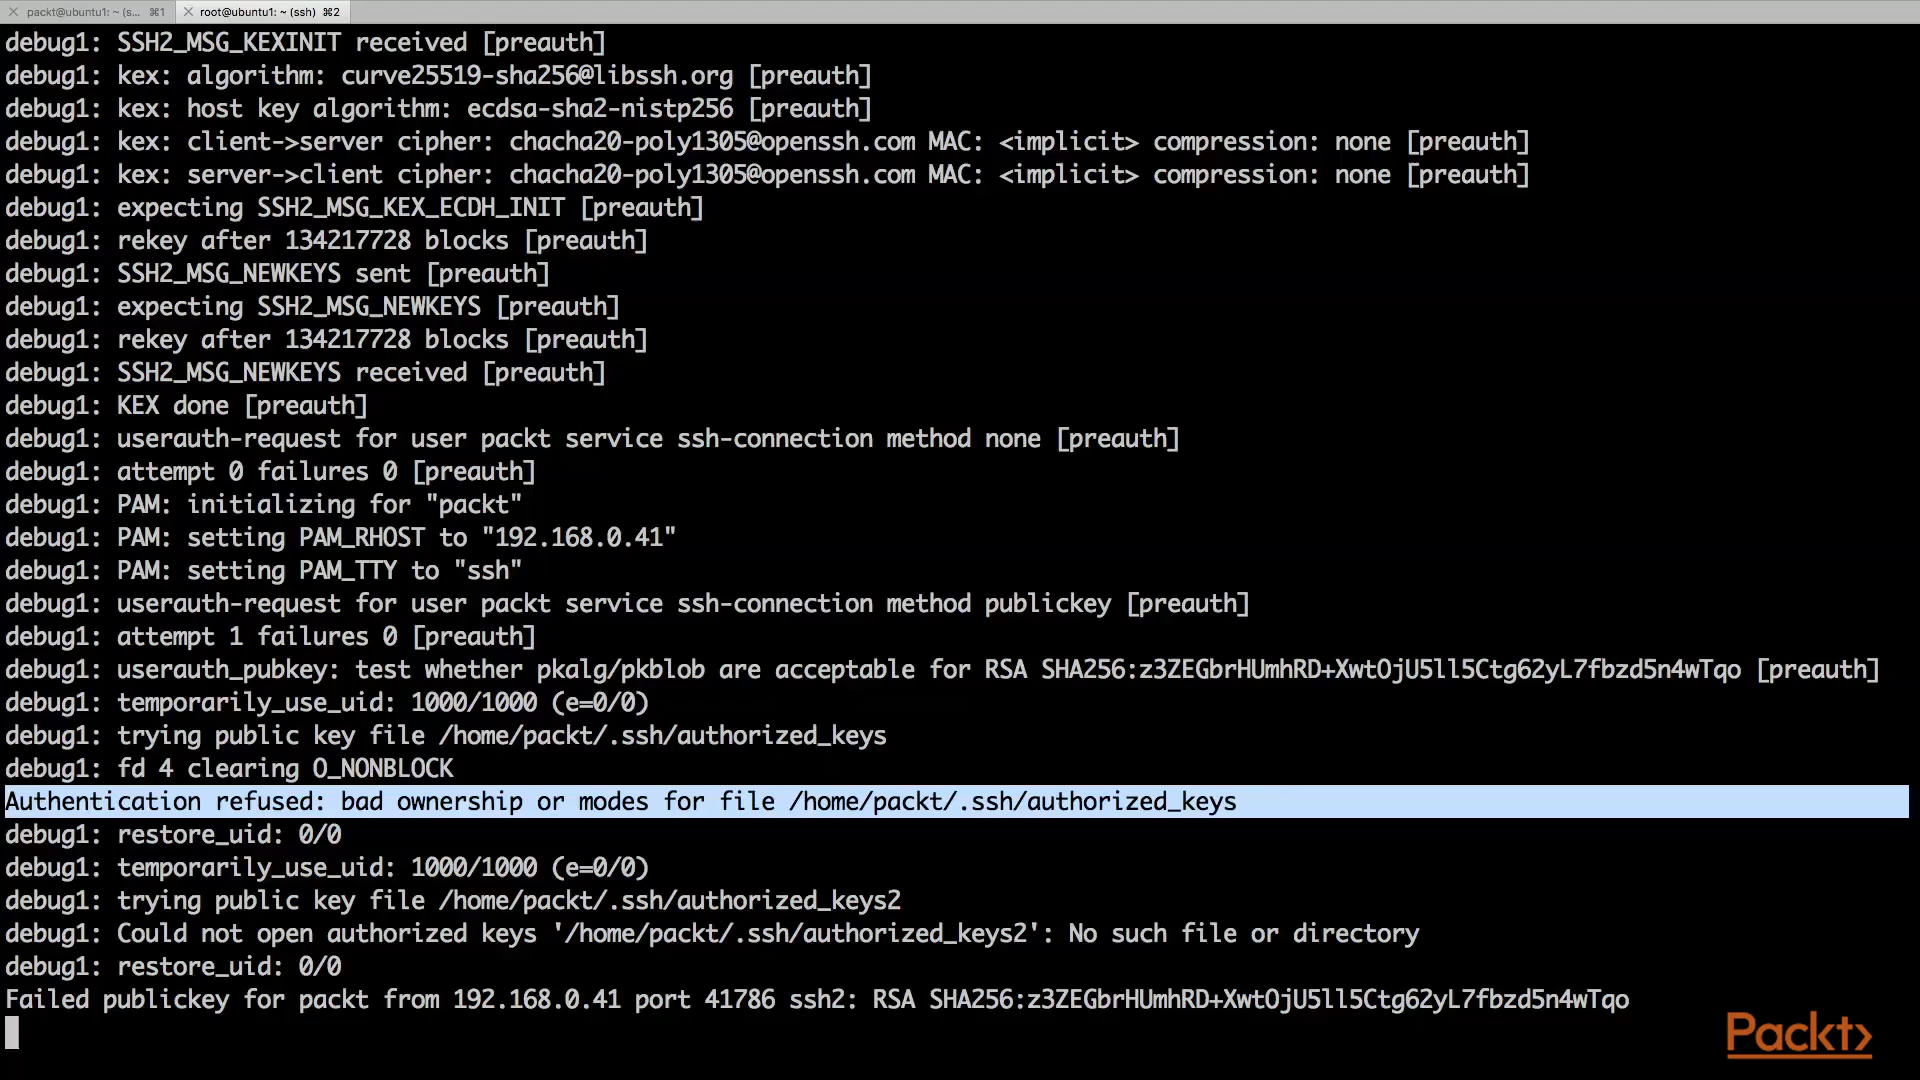 packt@ubuntu1: ~ (s... ⌘1
root@ubuntu1: ~ (ssh) ⌘2
debug1: SSH2_MSG_KEXINIT received [preauth]
debug1: kex: algorithm: curve25519-sha256@libssh.org [preauth]
debug1: kex: host key algorithm: ecdsa-sha2-nistp256 [preauth]
debug1: kex: client->server cipher: chacha20-poly1305@openssh.com MAC: <implicit> compression: none [preauth]
debug1: kex: server->client cipher: chacha20-poly1305@openssh.com MAC: <implicit> compression: none [preauth]
debug1: expecting SSH2_MSG_KEX_ECDH_INIT [preauth]
debug1: rekey after 134217728 blocks [preauth]
debug1: SSH2_MSG_NEWKEYS sent [preauth]
debug1: expecting SSH2_MSG_NEWKEYS [preauth]
debug1: rekey after 134217728 blocks [preauth]
debug1: SSH2_MSG_NEWKEYS received [preauth]
debug1: KEX done [preauth]
debug1: userauth-request for user packt service ssh-connection method none [preauth]
debug1: attempt 0 failures 0 [preauth]
debug1: PAM: initializing for "packt"
debug1: PAM: setting PAM_RHOST to "192.168.0.41"
debug1: PAM: setting PAM_TTY to "ssh"
debug1: userauth-request for user packt service ssh-connection method publickey [preauth]
debug1: attempt 1 failures 0 [preauth]
debug1: userauth_pubkey: test whether pkalg/pkblob are acceptable for RSA SHA256:z3ZEGbrHUmhRD+XwtOjU5ll5Ctg62yL7fbzd5n4wTqo [preauth]
debug1: temporarily_use_uid: 1000/1000 (e=0/0)
debug1: trying public key file /home/packt/.ssh/authorized_keys
debug1: fd 4 clearing O_NONBLOCK
Authentication refused: bad ownership or modes for file /home/packt/.ssh/authorized_keys
debug1: restore_uid: 0/0
debug1: temporarily_use_uid: 1000/1000 (e=0/0)
debug1: trying public key file /home/packt/.ssh/authorized_keys2
debug1: Could not open authorized keys '/home/packt/.ssh/authorized_keys2': No such file or directory
debug1: restore_uid: 0/0
Failed publickey for packt from 192.168.0.41 port 41786 ssh2: RSA SHA256:z3ZEGbrHUmhRD+XwtOjU5ll5Ctg62yL7fbzd5n4wTqo
Packt>